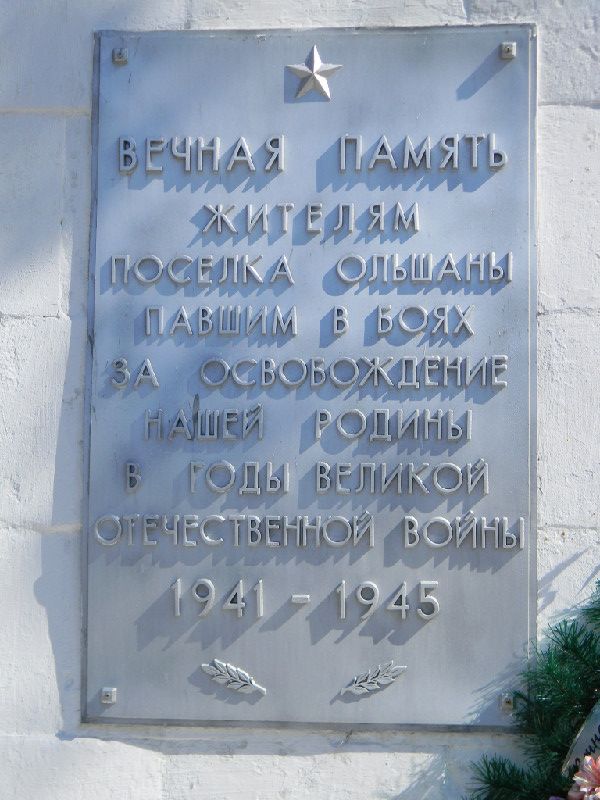 ВЕЧНАЯ ПАМЯТЬ
ЖИТЕЛЯМ
ПОСЕЛКА ОЛЬШАНЫ
ПАВШИМ В БОЯХ
ЗА ОСВОБОЖДЕНИЕ
НАШЕЙ РОДИНЫ
В ГОДЫ ВЕЛИКОЙ
ОТЕЧЕСТВЕННОЙ ВОЙНЫ
1941 - 1945